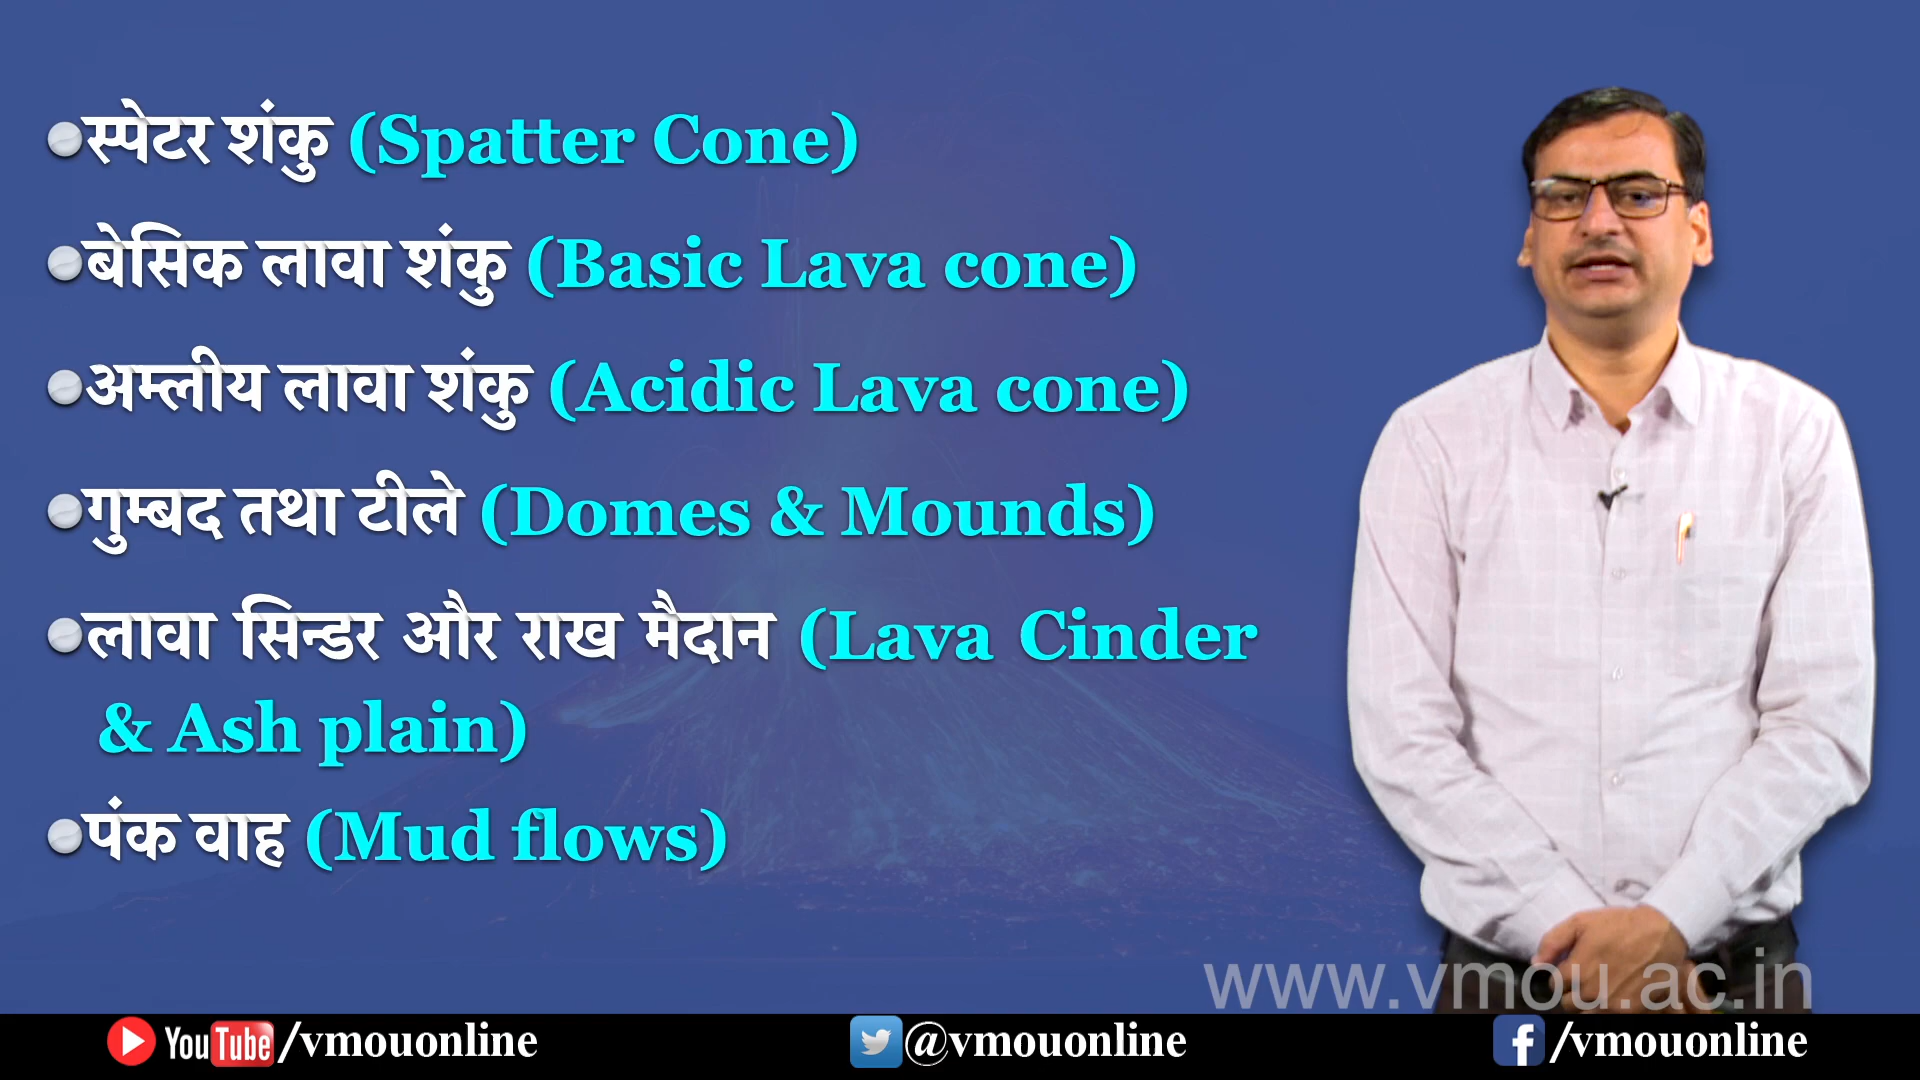 स्पेटर शंकु (Spatter Cone)
बेसिक लावा शंकु (Basic Lava cone)
अम्लीय लावा शंकु (Acidic Lava cone)
गुम्बद तथा टीले (Domes & Mounds)
लावा सिन्डर और राख मैदान (Lava Cinder
& Ash plain)
पंक वाह (Mud flows)
www.vmou.ac.in
YouTube /vmouonline @vmouonline /vmouonline